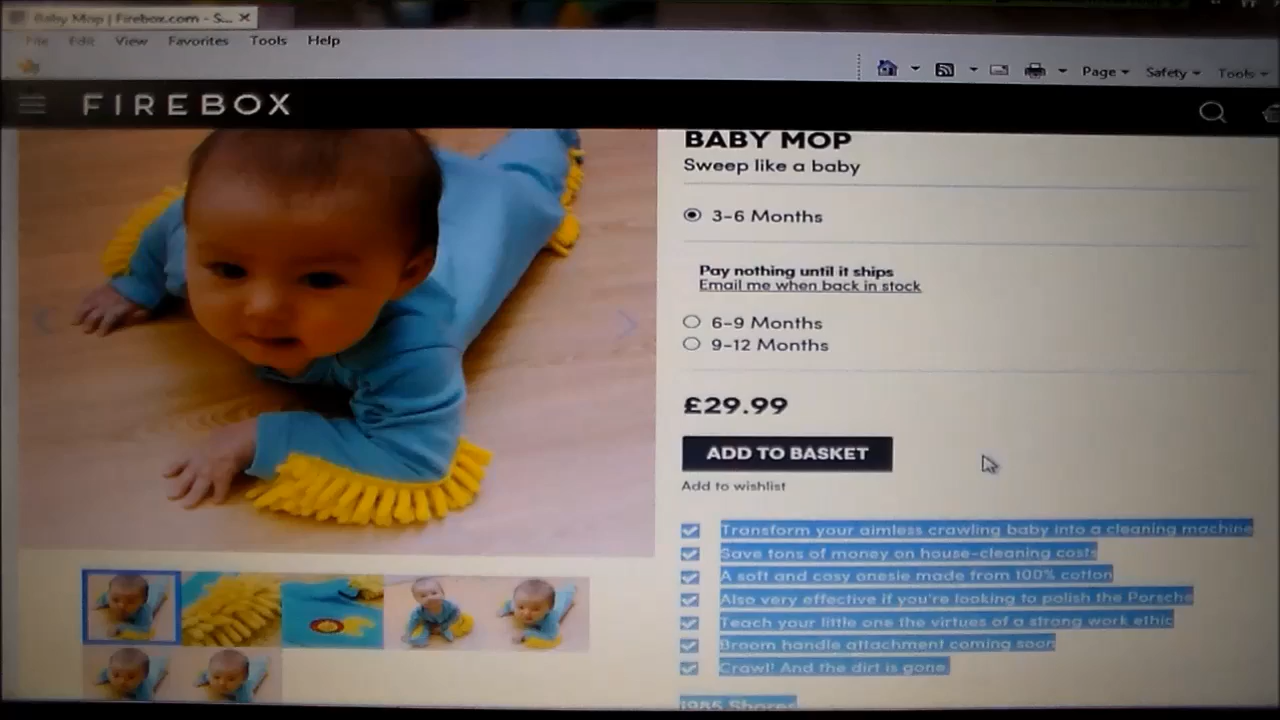 Baby Mop | Firebox.com - S...
File Edit View Favorites Tools Help
Page Safety Tools
FIREBOX
BABY MOP
Sweep like a baby
3-6 Months
Pay nothing until it ships
Email me when back in stock
6-9 Months
9-12 Months
£29.99
ADD TO BASKET
Add to wishlist
Transform your aimless crawling baby into a cleaning machine
Save tons of money on house-cleaning costs
A soft and cosy onesie made from 100% cotton
Also very effective if you're looking to polish the Porsche
Teach your little one the virtues of a strong work ethic
Broom handle attachment coming soon
Crawl! And the dirt is gone
1985 Shares